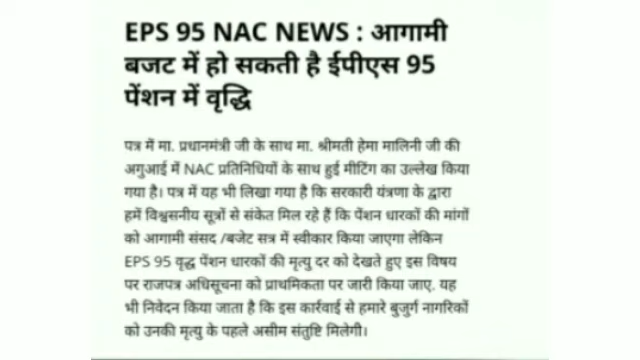 EPS 95 NAC NEWS : आगामी
बजट में हो सकती है ईपीएस 95
पेंशन में वृद्धि
पत्र में मा. प्रधानमंत्री जी के साथ मा. श्रीमती हेमा मालिनी जी की
अगुआई में NAC प्रतिनिधियों के साथ हुई मीटिंग का उल्लेख किया
गया है। पत्र में यह भी लिखा गया है कि सरकारी यंत्रणा के द्वारा
हमें विश्वसनीय सूत्रों से संकेत मिल रहे हैं कि पेंशन धारकों की मांगों
को आगामी संसद /बजेट सत्र में स्वीकार किया जाएगा लेकिन
EPS 95 वृद्ध पेंशन धारकों की मृत्यु दर को देखते हुए इस विषय
पर राजपत्र अधिसूचना को प्राथमिकता पर जारी किया जाए. यह
भी निवेदन किया जाता है कि इस कार्रवाई से हमारे बुजुर्ग नागरिकों
को उनकी मृत्यु के पहले असीम संतुष्टि मिलेगी।